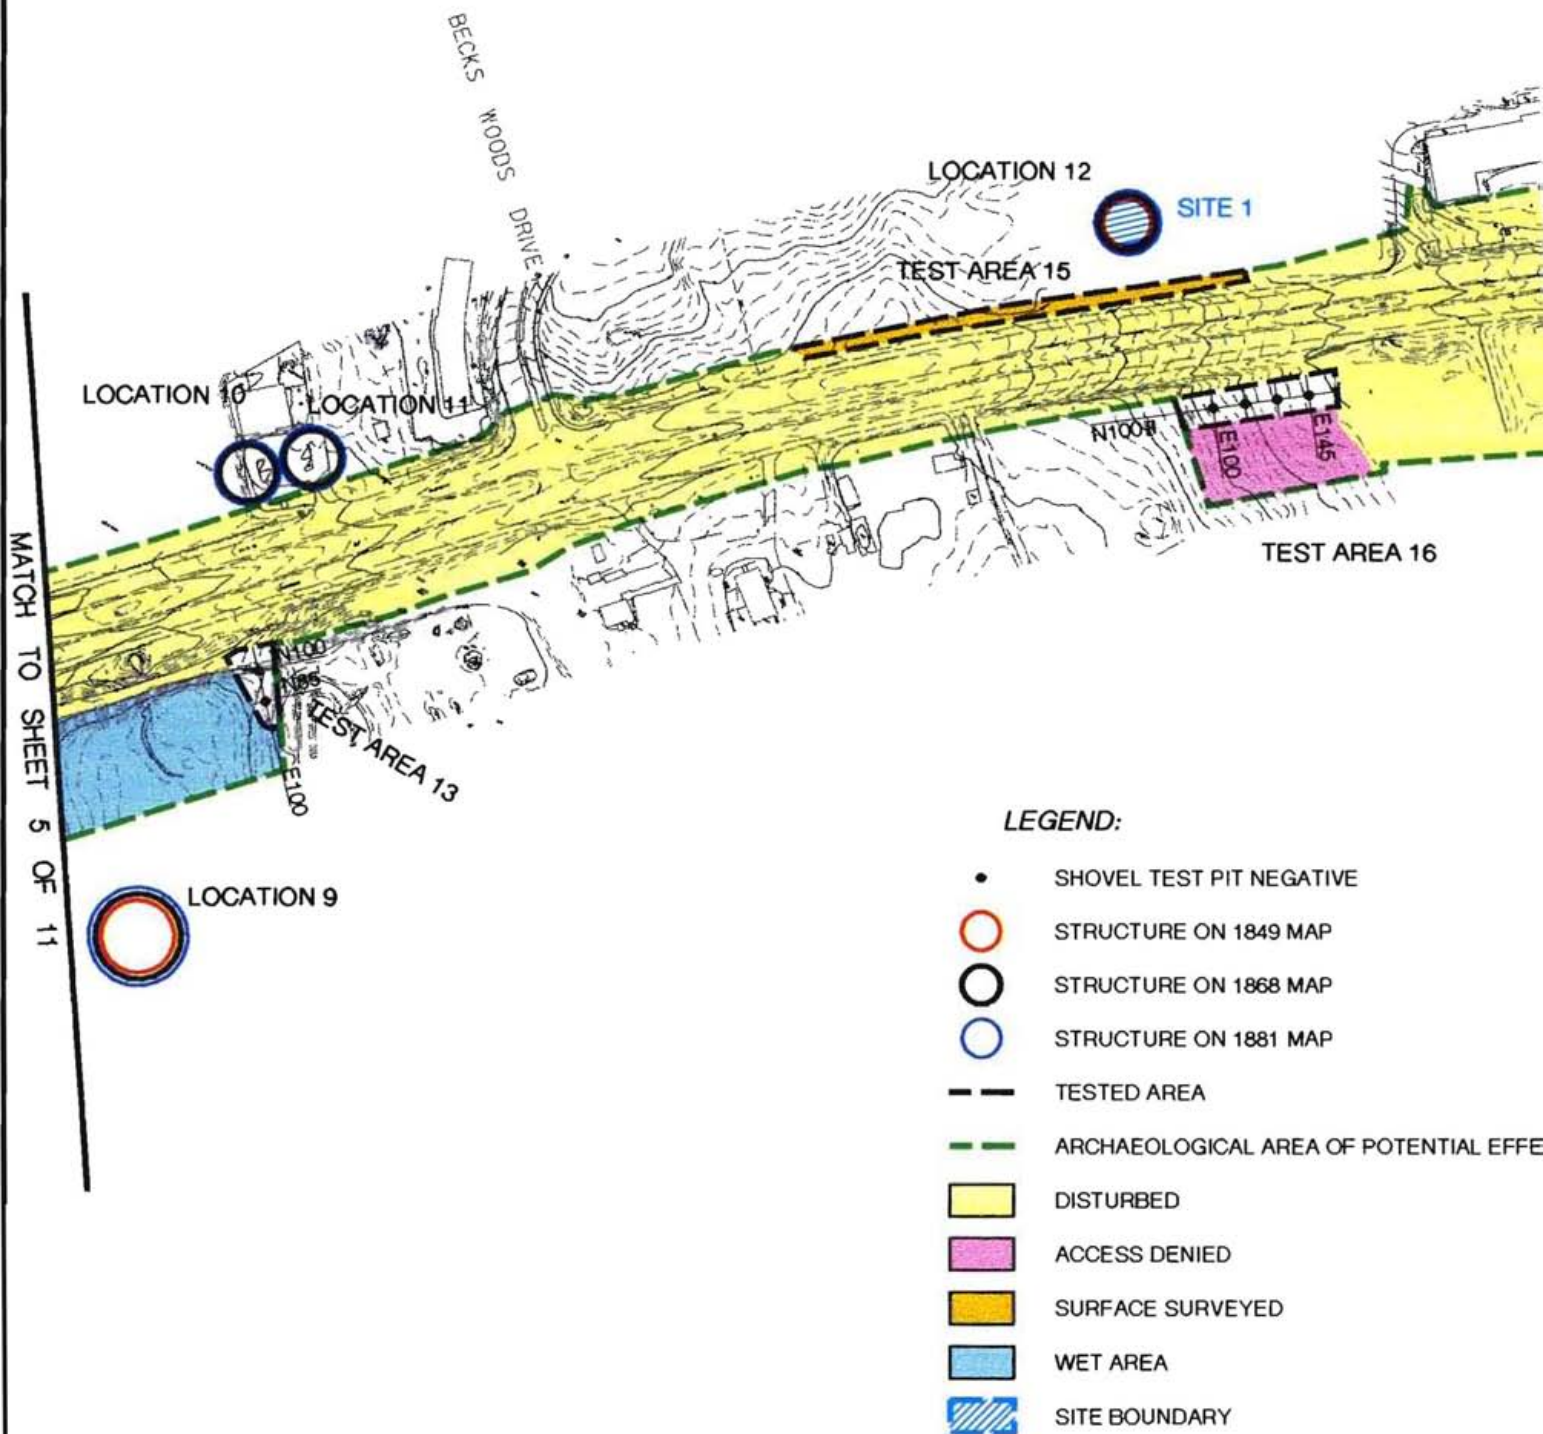 BECKS WOODS DRIVE
LOCATION 12
SITE 1
TEST AREA 15
LOCATION 10
LOCATION 11
N100
E100
E145
TEST AREA 16
MATCH TO SHEET 5 OF 11
N100
N85
TEST AREA 13
E100
LOCATION 9
LEGEND:
SHOVEL TEST PIT NEGATIVE
STRUCTURE ON 1849 MAP
STRUCTURE ON 1868 MAP
STRUCTURE ON 1881 MAP
TESTED AREA
ARCHAEOLOGICAL AREA OF POTENTIAL EFFE
DISTURBED
ACCESS DENIED
SURFACE SURVEYED
WET AREA
SITE BOUNDARY